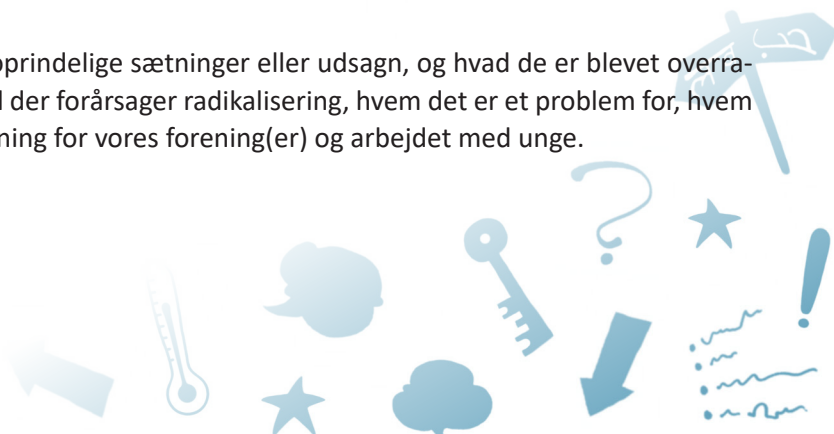 oprindelige sætninger eller udsagn, og hvad de er blevet overra-
der forårsager radikalisering, hvem det er et problem for, hvem
ning for vores forening(er) og arbejdet med unge.